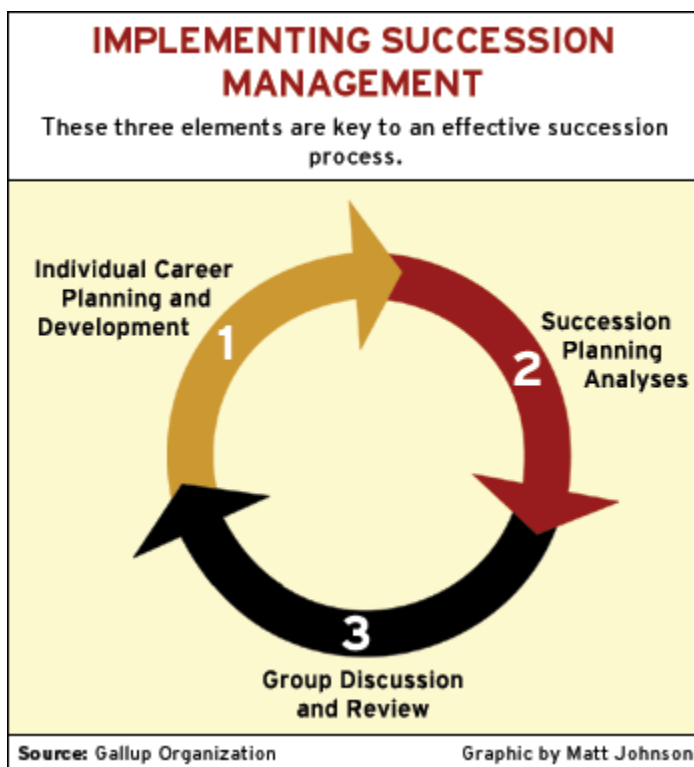 IMPLEMENTING SUCCESSION
MANAGEMENT
These three elements are key to an effective succession
process.
Individual Career
Planning and
Development
1
2
Succession
Planning
Analyses
3
Group Discussion
and Review
Source: Gallup Organization
Graphic by Matt Johnson